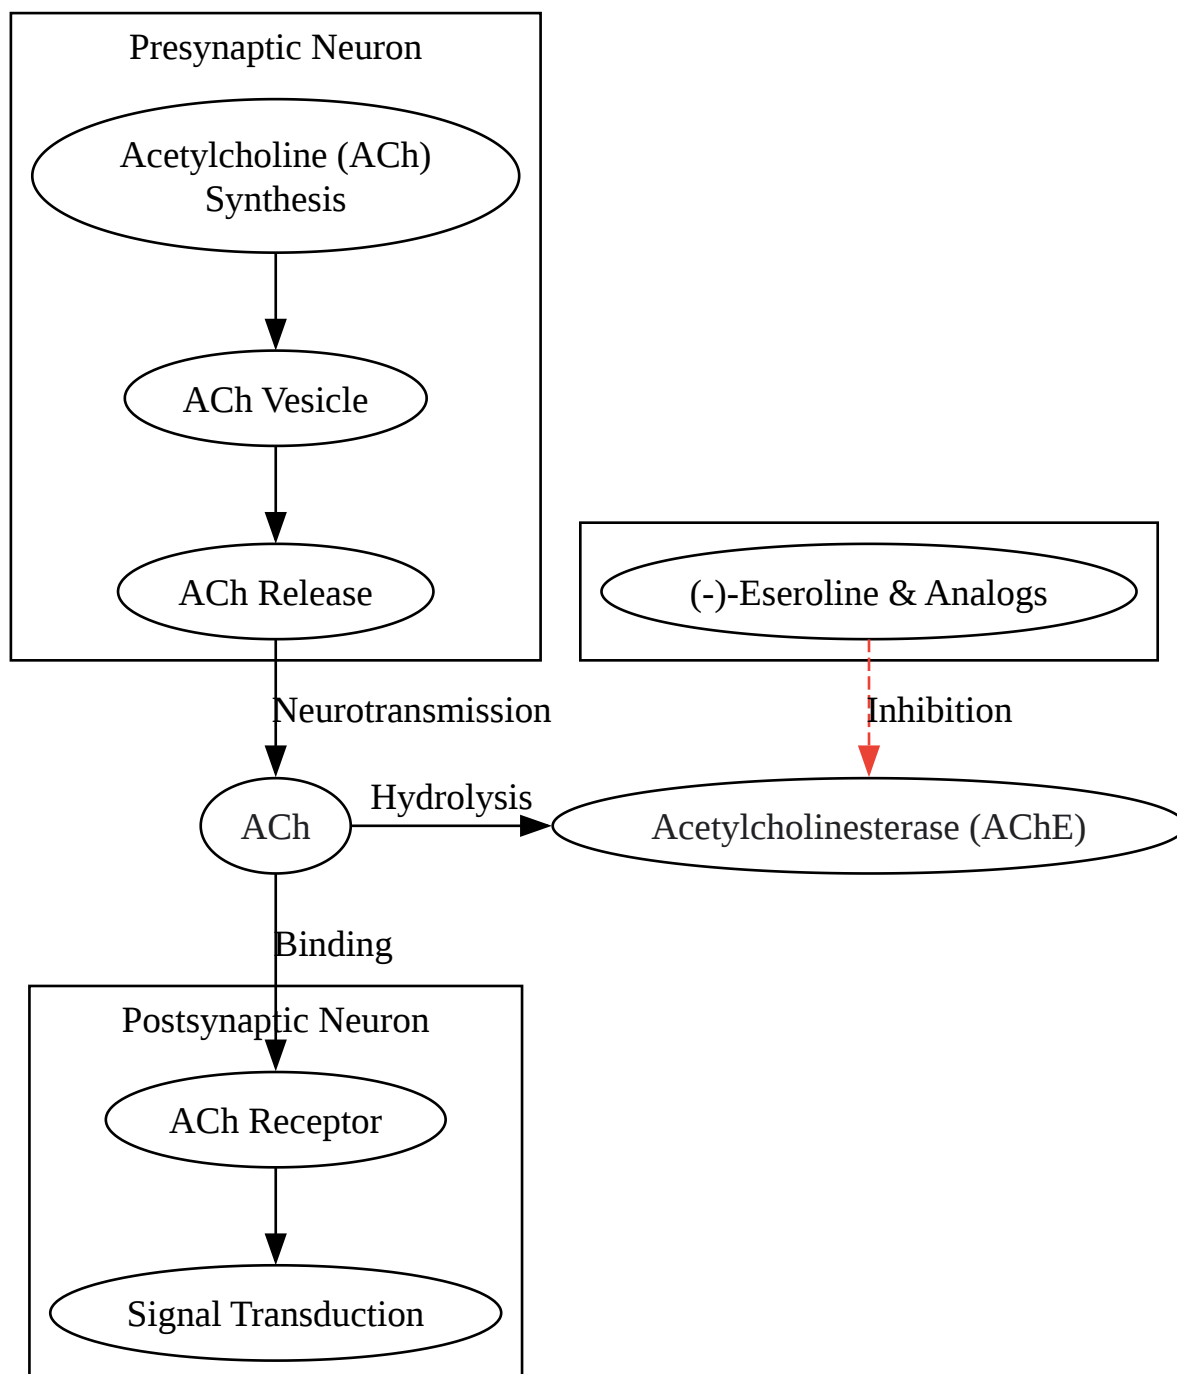 Presynaptic Neuron
Acetylcholine (ACh)
Synthesis
ACh Vesicle
ACh Release
(-)-Eseroline & Analogs
Neurotransmission
Inhibition
ACh
Hydrolysis
Acetylcholinesterase (AChE)
Binding
Postsynaptic Neuron
ACh Receptor
Signal Transduction